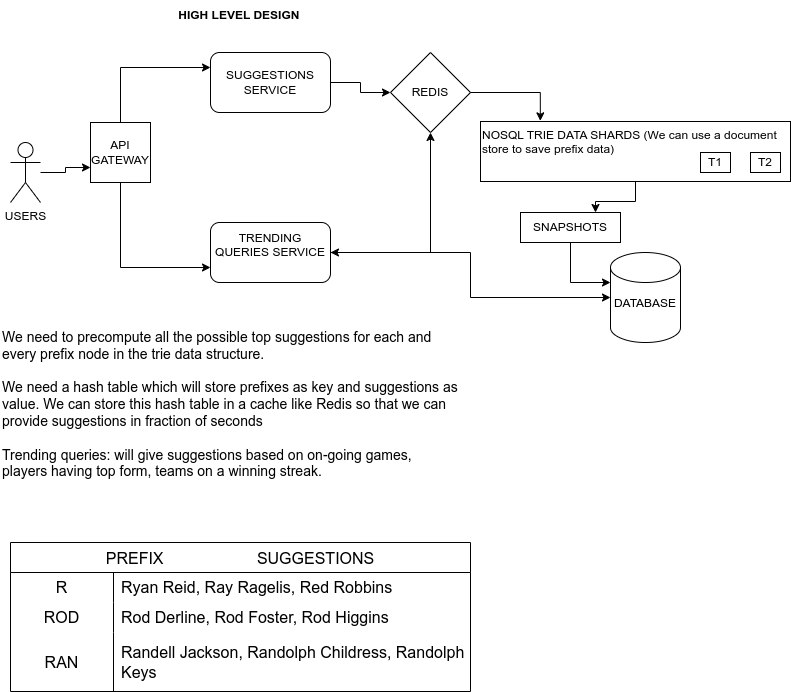 HIGH LEVEL DESIGN
SUGGESTIONS
SERVICE
REDIS
API
GATEWAY
NOSQL TRIE DATA SHARDS (We can use a document
store to save prefix data)
T1
T2
USERS
TRENDING
QUERIES SERVICE
SNAPSHOTS
DATABASE
We need to precompute all the possible top suggestions for each and
every prefix node in the trie data structure.
We need a hash table which will store prefixes as key and suggestions as
value. We can store this hash table in a cache like Redis so that we can
provide suggestions in fraction of seconds
Trending queries: will give suggestions based on on-going games,
players having top form, teams on a winning streak.
PREFIX SUGGESTIONS
R Ryan Reid, Ray Ragelis, Red Robbins
ROD Rod Derline, Rod Foster, Rod Higgins
RAN Randell Jackson, Randolph Childress, Randolph
Keys